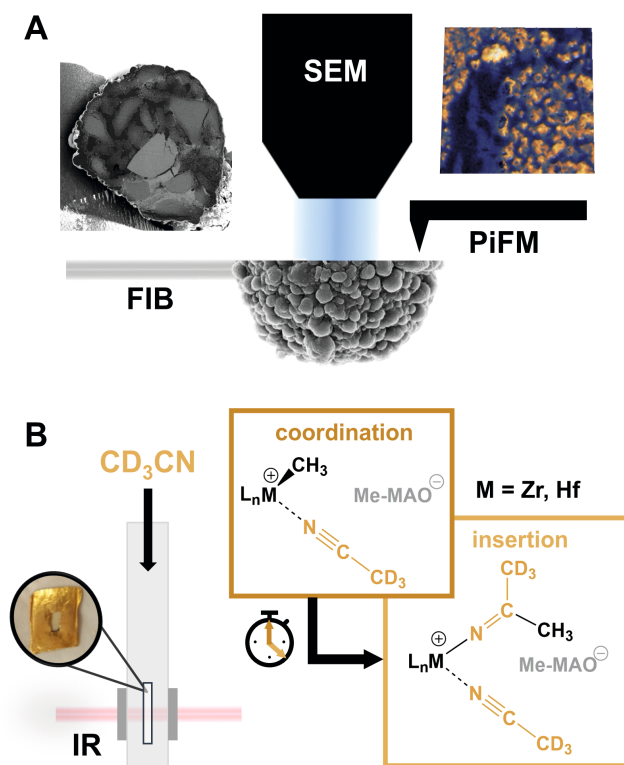 A
SEM
PiFM
FIB
B
CD₃CN
coordination
⊕
CH₃
LₙM
Me-MAO⊖
N
C
CD₃
M = Zr, Hf
insertion
CD₃
C
N
CH₃
⊕
LₙM
Me-MAO⊖
N
C
CD₃
IR